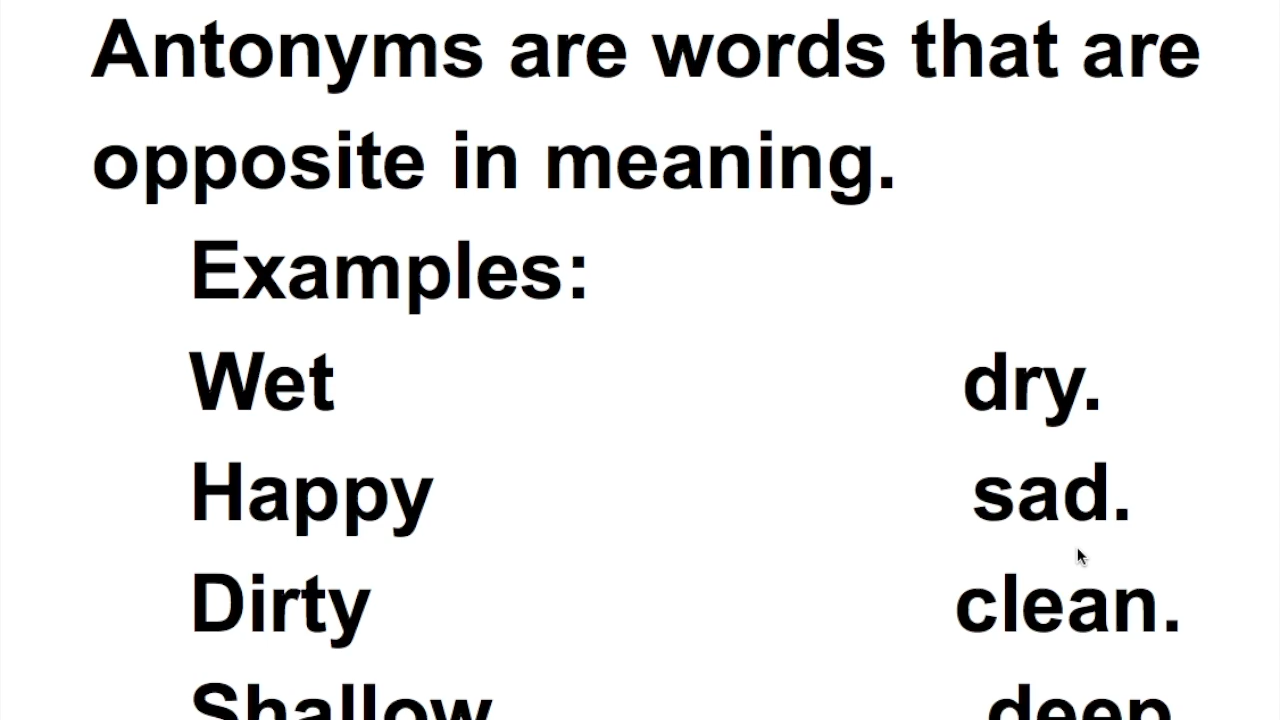 Antonyms are words that are
opposite in meaning.
Examples:
Wet dry.
Happy sad.
Dirty clean.
Shallow deep